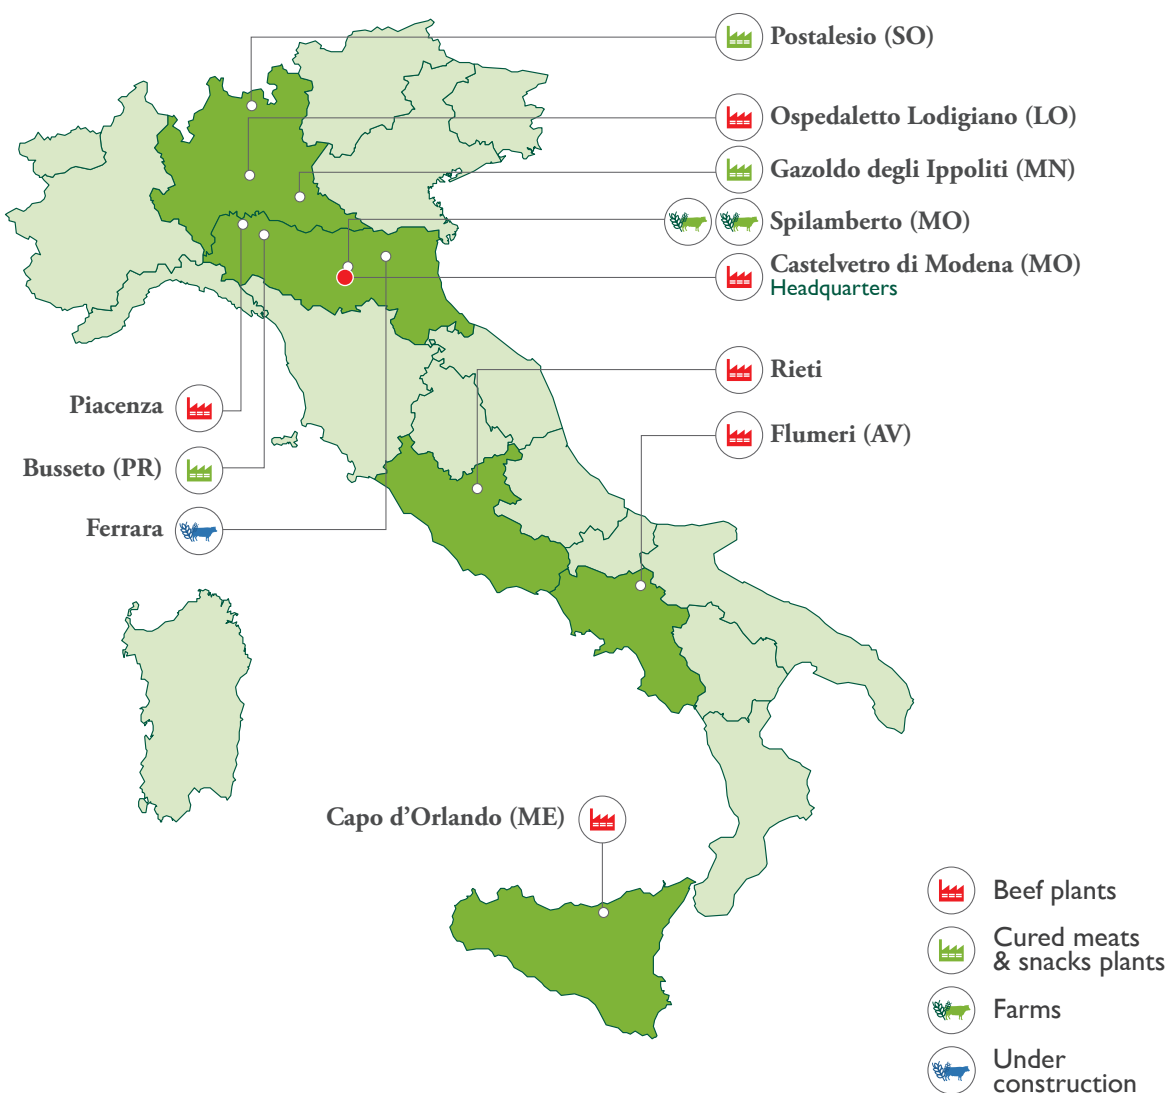 Postalesio (SO)
Ospedaletto Lodigiano (LO)
Gazoldo degli Ippoliti (MN)
Spilamberto (MO)
Castelvetro di Modena (MO)
Headquarters
Rieti
Flumeri (AV)
Piacenza
Busseto (PR)
Ferrara
Capo d’Orlando (ME)
Beef plants
Cured meats
& snacks plants
Farms
Under
construction